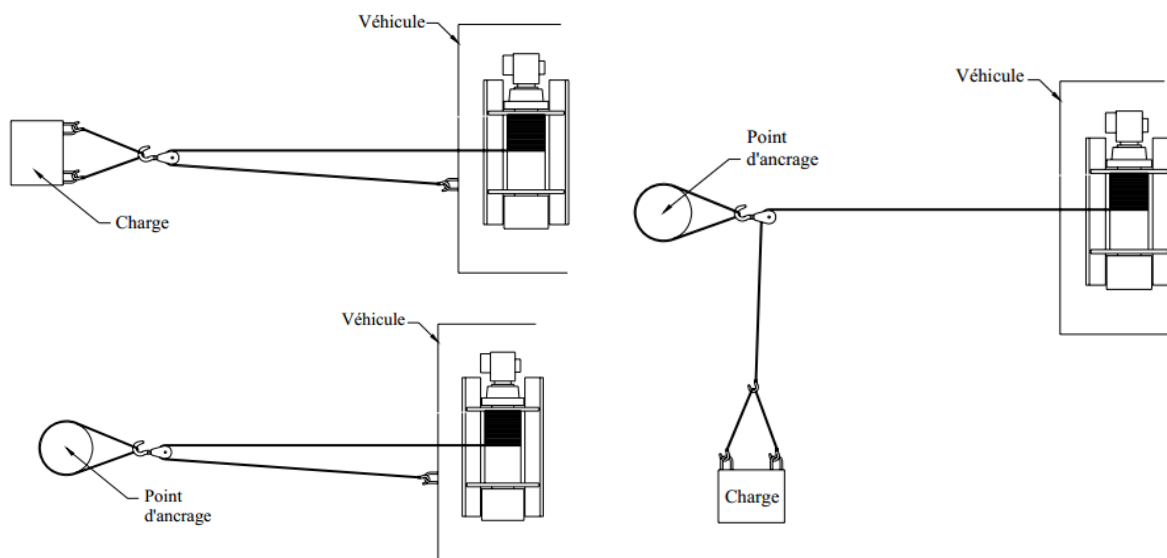 Véhicule
Charge
Véhicule
Point
d'ancrage
Véhicule
Point
d'ancrage
Charge